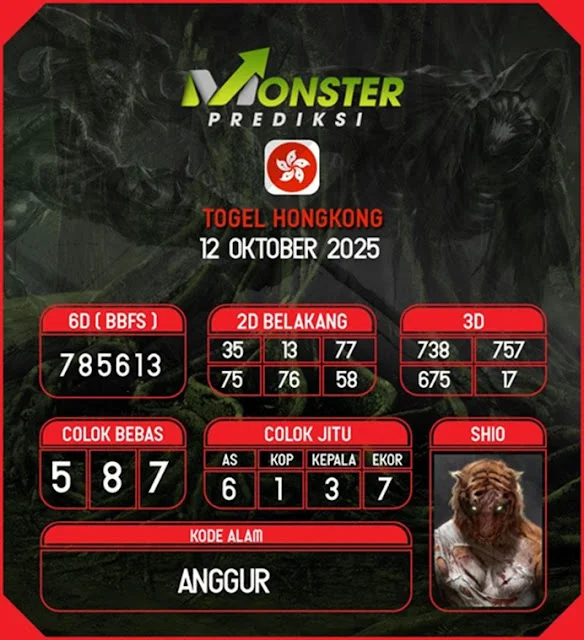 MONSTER
PREDIKSI
TOGEL HONGKONG
12 OKTOBER 2025
6D ( BBFS )
785613
2D BELAKANG
35 13 77
75 76 58
3D
738 757
675 17
COLOK BEBAS
5 8 7
COLOK JITU
AS KOP KEPALA EKOR
6 1 3 7
SHIO
KODE ALAM
ANGGUR